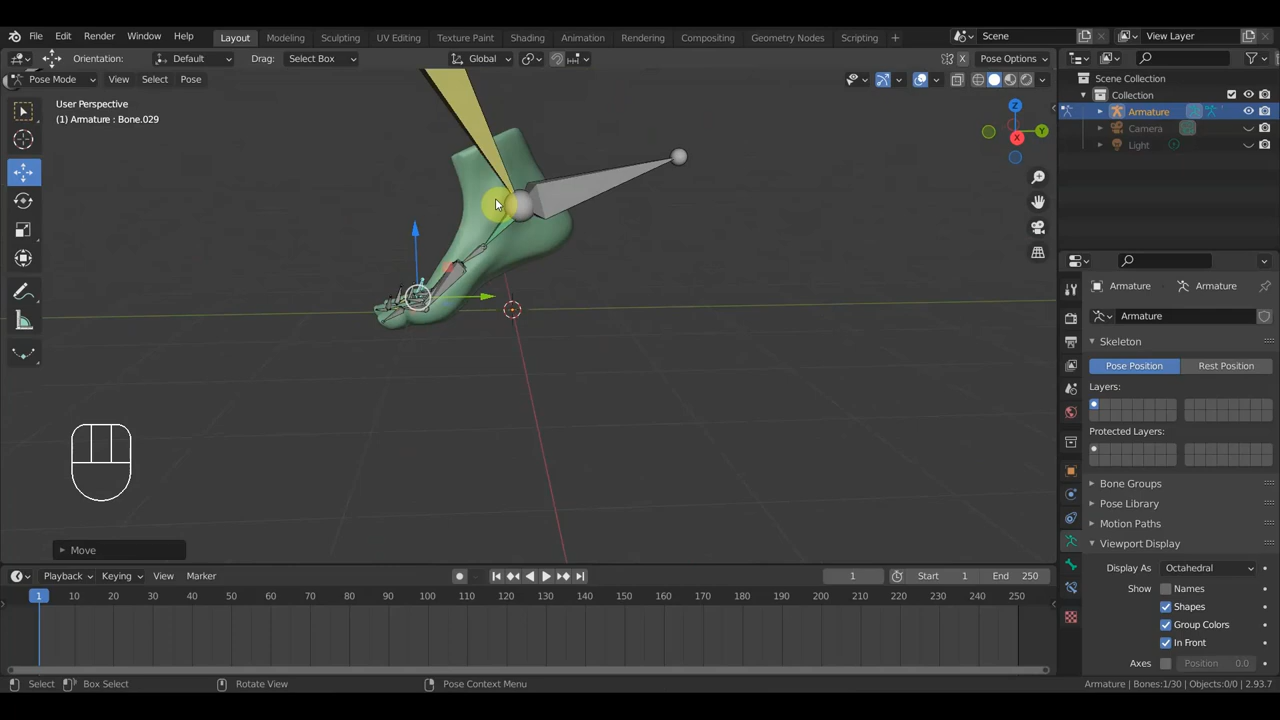 File Edit Render Window Help Layout Modeling Sculpting UV Editing Texture Paint Shading Animation Rendering Compositing Geometry Nodes Scripting + Scene View Layer
Orientation: Default Drag: Select Box Global X Pose Options
Pose Mode View Select Pose
User Perspective
(1) Armature : Bone.029
Z
Y
X
Scene Collection
Collection
Armature
Camera
Light
Armature Armature
Armature
Skeleton
Pose Position Rest Position
Layers:
Protected Layers:
Bone Groups
Pose Library
Motion Paths
Viewport Display
Display As Octahedral
Show Names
Shapes
Group Colors
In Front
Axes Position 0.0
Move
Playback Keying View Marker 1 Start 1 End 250
1 10 20 30 40 50 60 70 80 90 100 110 120 130 140 150 160 170 180 190 200 210 220 230 240 250
Select Box Select Rotate View Pose Context Menu Armature | Bones:1/30 | Objects:0/0 | 2.93.7